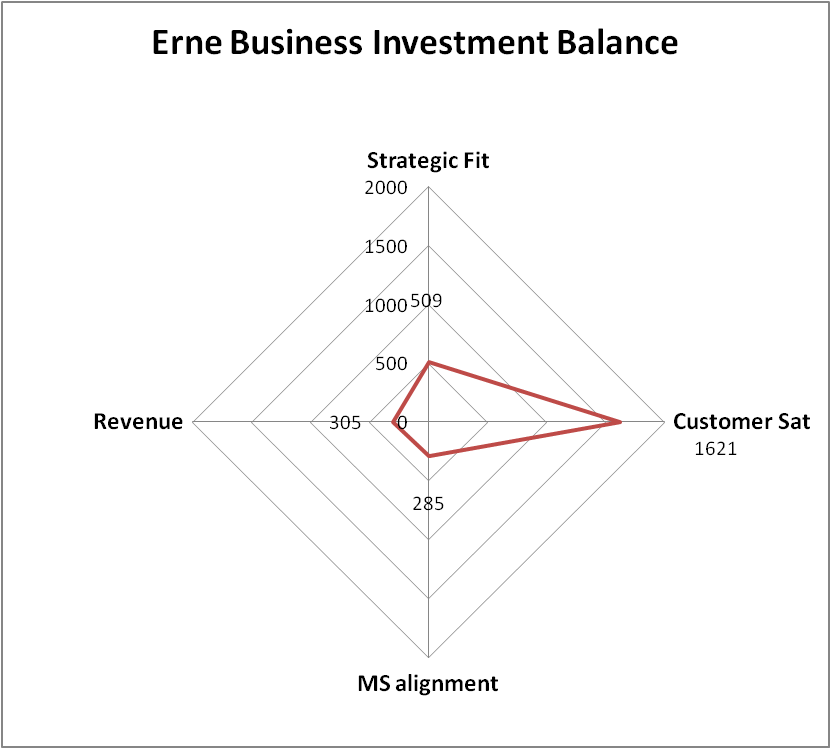 Erne Business Investment Balance
Strategic Fit
2000
1500
1000 509
500
Revenue 305 0 Customer Sat
1621
285
MS alignment